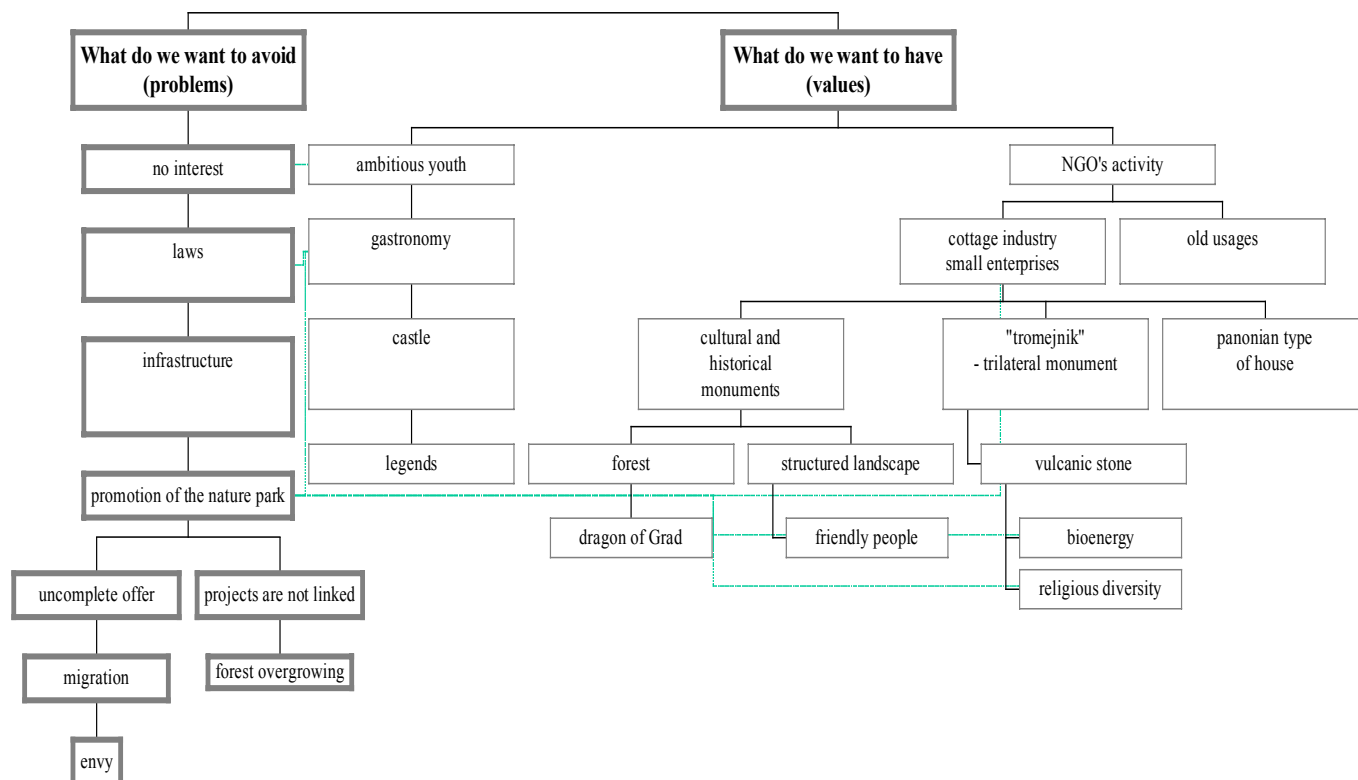 What do we want to avoid
(problems)
What do we want to have
(values)
no interest
ambitious youth
NGO's activity
laws
gastronomy
cottage industry
small enterprises
old usages
infrastructure
castle
cultural and
historical
monuments
"tromejnik"
- trilateral monument
panonian type
of house
legends
forest
structured landscape
vulcanic stone
promotion of the nature park
dragon of Grad
friendly people
bioenergy
uncomplete offer
projects are not linked
religious diversity
migration
forest overgrowing
envy